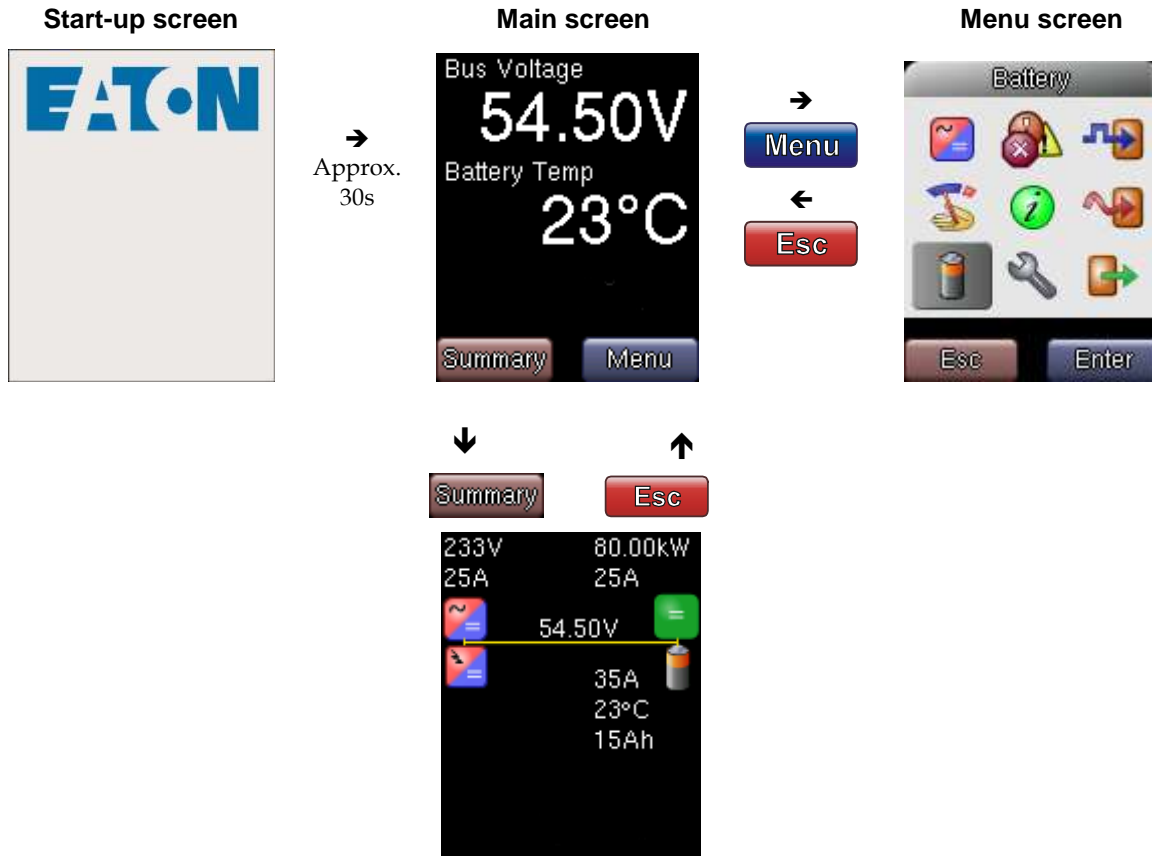 Start-up screen
Main screen
Menu screen
EATON
→
Approx.
30s
Bus Voltage
54.50V
Battery Temp
23°C
Summary Menu
→
Menu
←
Esc
Battery
Esc Enter
↓ ↑
Summary Esc
233V 80.00kW
25A 25A
54.50V
35A
23°C
15Ah